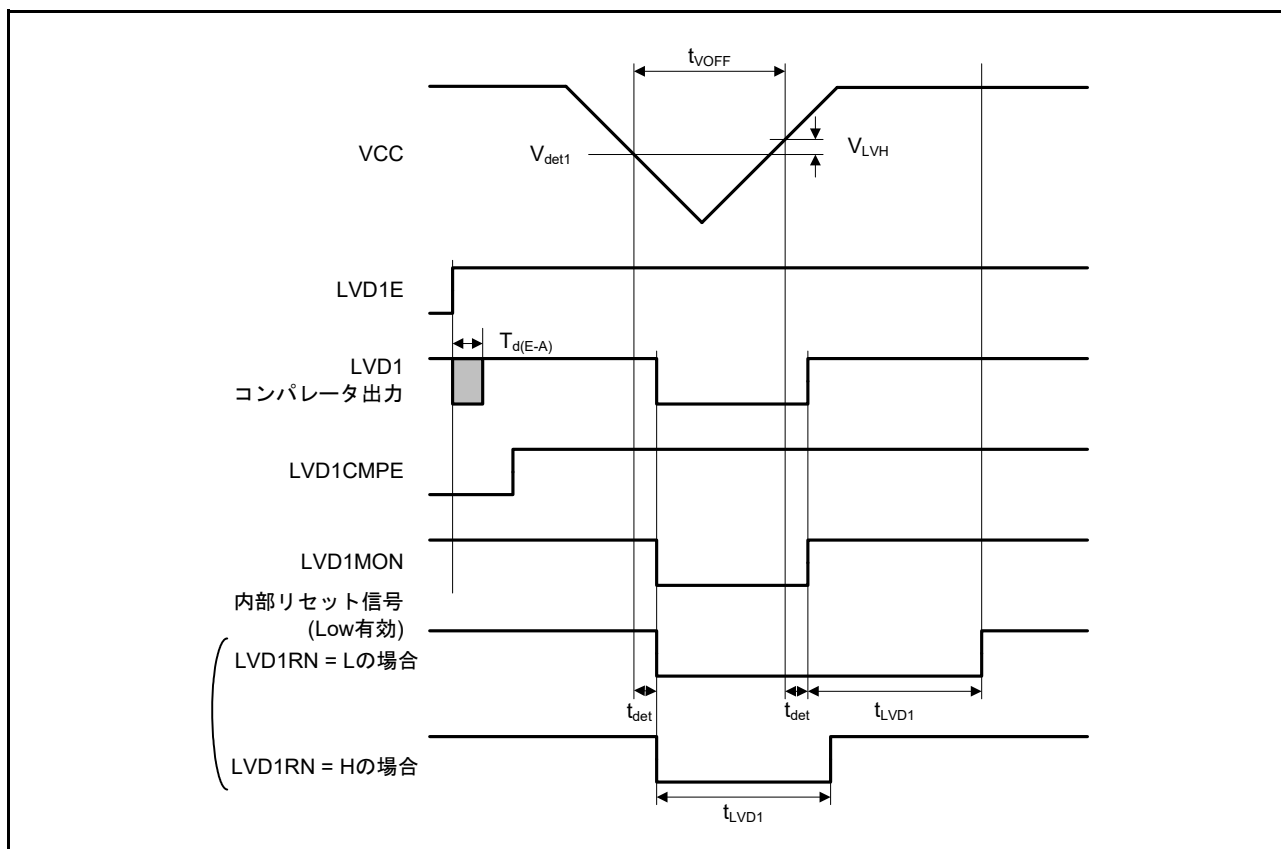 tVOFF
VCC
Vdet1
VLVH
LVD1E
Td(E-A)
LVD1
コンパレータ出力
LVD1CMPE
LVD1MON
内部リセット信号
(Low有効)
LVD1RN = Lの場合
tdet
tdet
tLVD1
LVD1RN = Hの場合
tLVD1